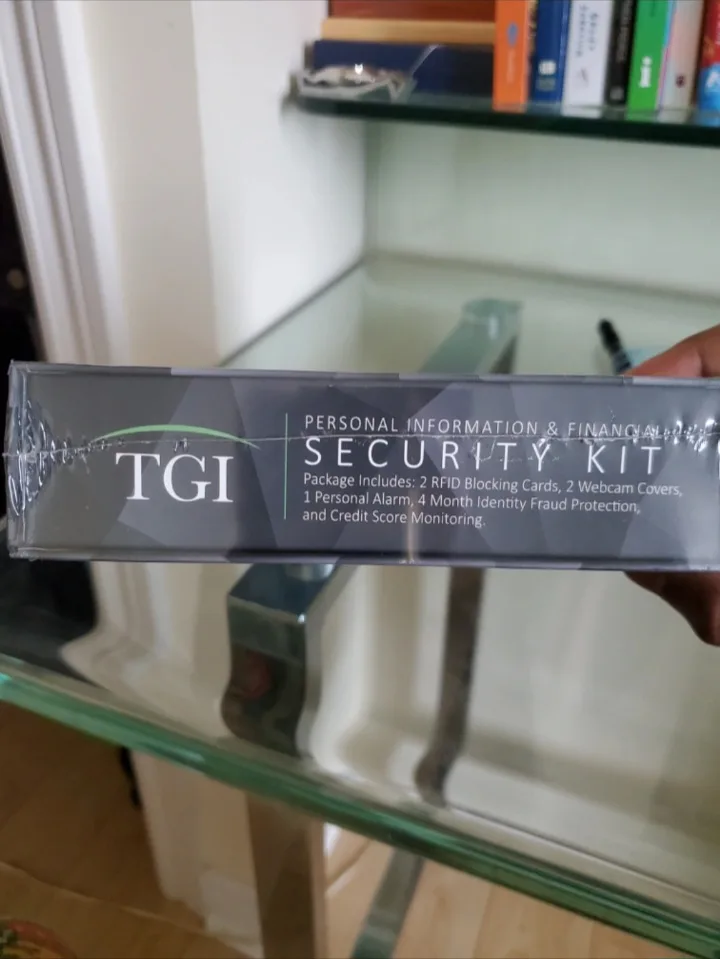 TGI
PERSONAL INFORMATION & FINANCIAL
SECURITY KIT
Package Includes: 2 RFID Blocking Cards, 2 Webcam Covers,
1 Personal Alarm, 4 Month Identity Fraud Protection,
and Credit Score Monitoring.